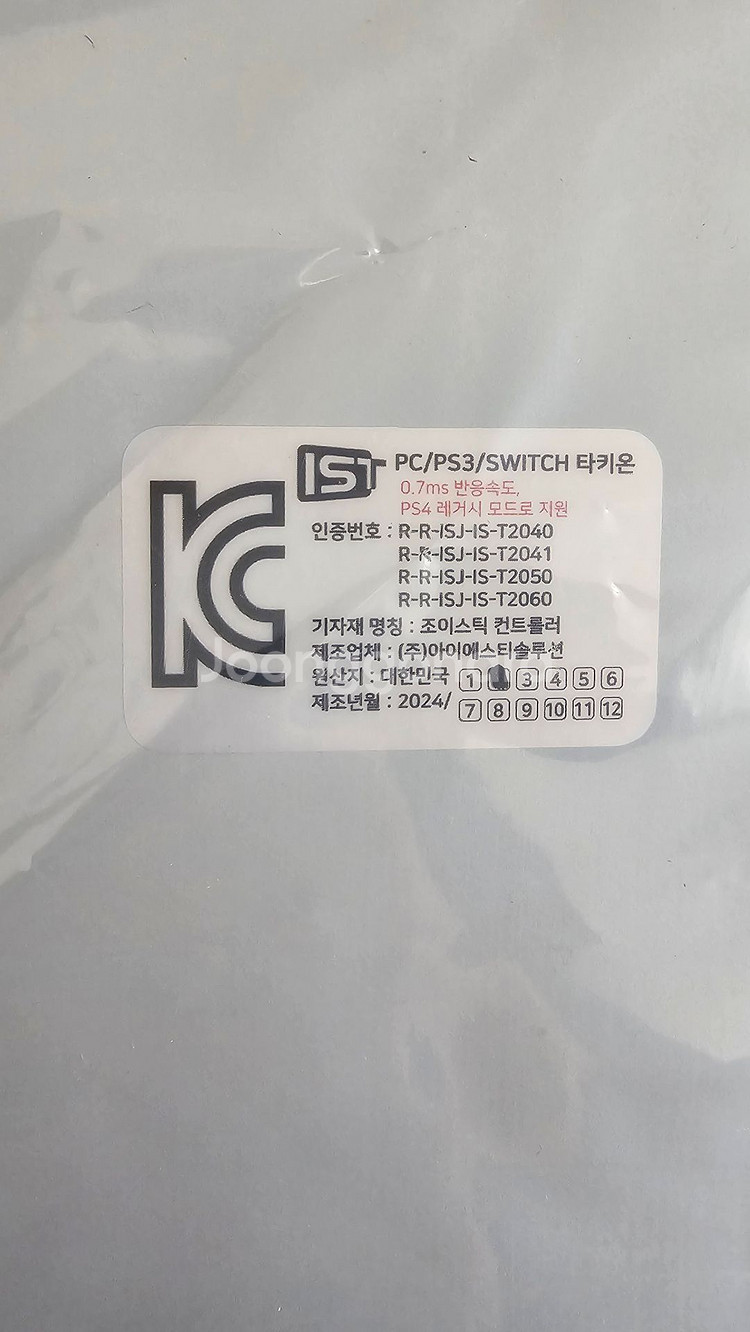 KC
IST PC/PS3/SWITCH 타키온
0.7ms 반응속도,
PS4 레거시 모드로 지원
인증번호 : R-R-ISJ-IS-T2040
R-R-ISJ-IS-T2041
R-R-ISJ-IS-T2050
R-R-ISJ-IS-T2060
기자재 명칭 : 조이스틱 컨트롤러
제조업체 : (주)아이에스티솔루션
원산지 : 대한민국
제조년월 : 2024/
1 3 4 5 6
7 8 9 10 11 12